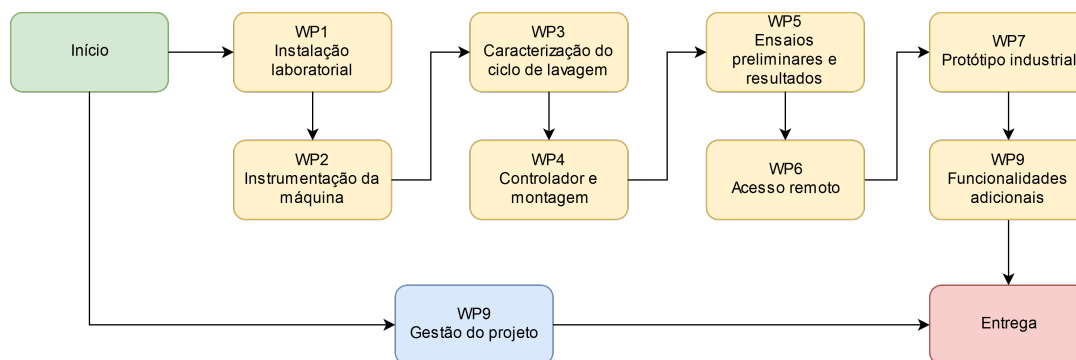 Início
WP1
Instalação
laboratorial
WP3
Caracterização do
ciclo de lavagem
WP5
Ensaios
preliminares e
resultados
WP7
Protótipo industrial
WP2
Instrumentação da
máquina
WP4
Controlador e
montagem
WP6
Acesso remoto
WP9
Funcionalidades
adicionais
WP9
Gestão do projeto
Entrega